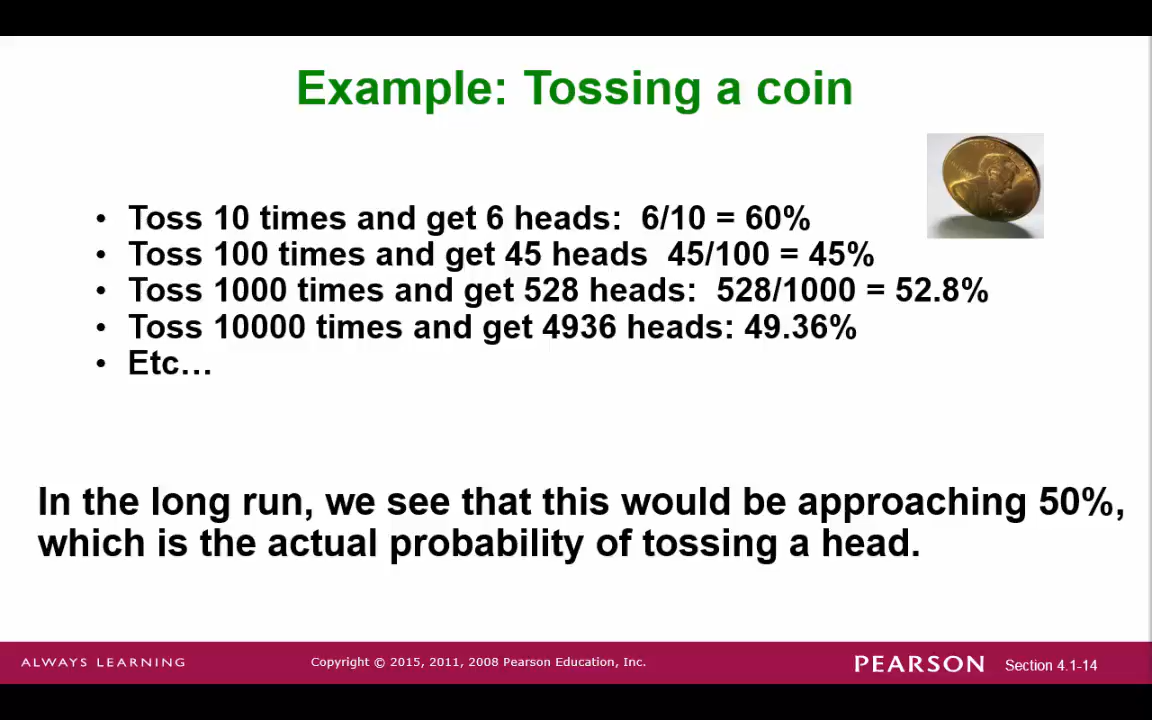 Example: Tossing a coin
• Toss 10 times and get 6 heads:  6/10 = 60%
• Toss 100 times and get 45 heads  45/100 = 45%
• Toss 1000 times and get 528 heads:  528/1000 = 52.8%
• Toss 10000 times and get 4936 heads: 49.36%
• Etc…
In the long run, we see that this would be approaching 50%,
which is the actual probability of tossing a head.
ALWAYS LEARNING
Copyright © 2015, 2011, 2008 Pearson Education, Inc.
PEARSON
Section 4.1-14